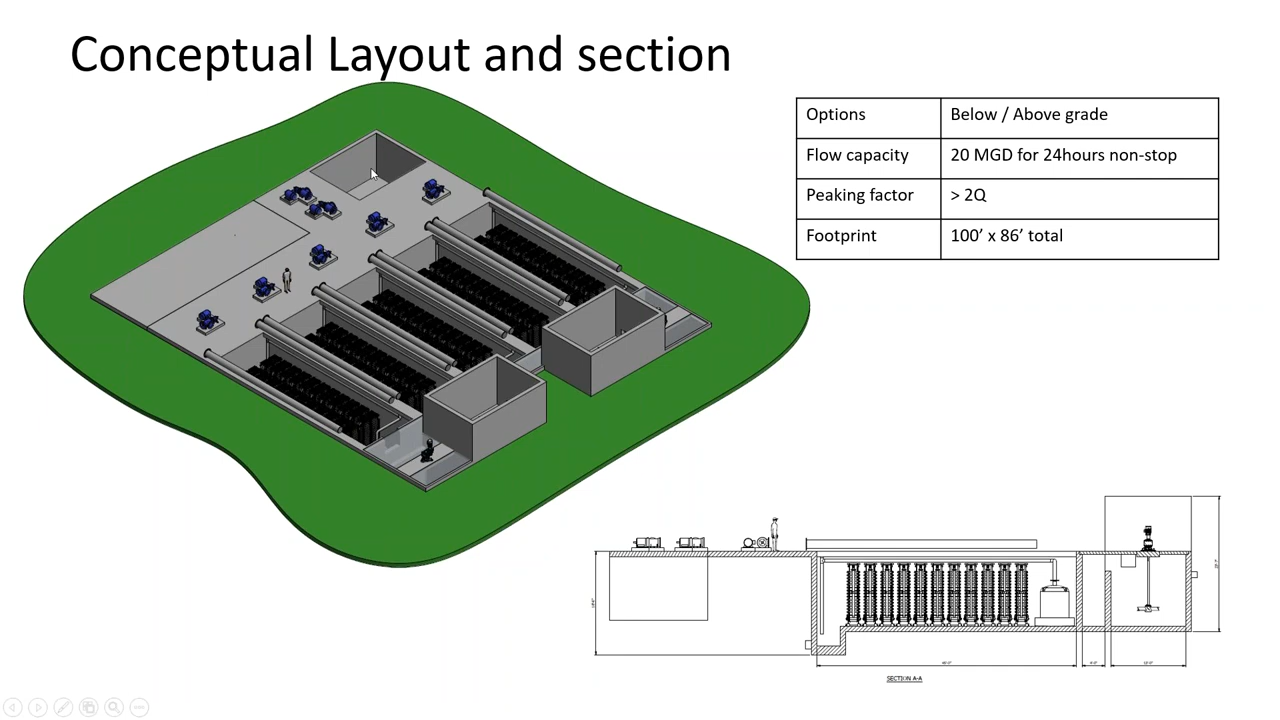 Conceptual Layout and section
Options Below / Above grade
Flow capacity 20 MGD for 24hours non-stop
Peaking factor > 2Q
Footprint 100’ x 86’ total
SECTION A-A